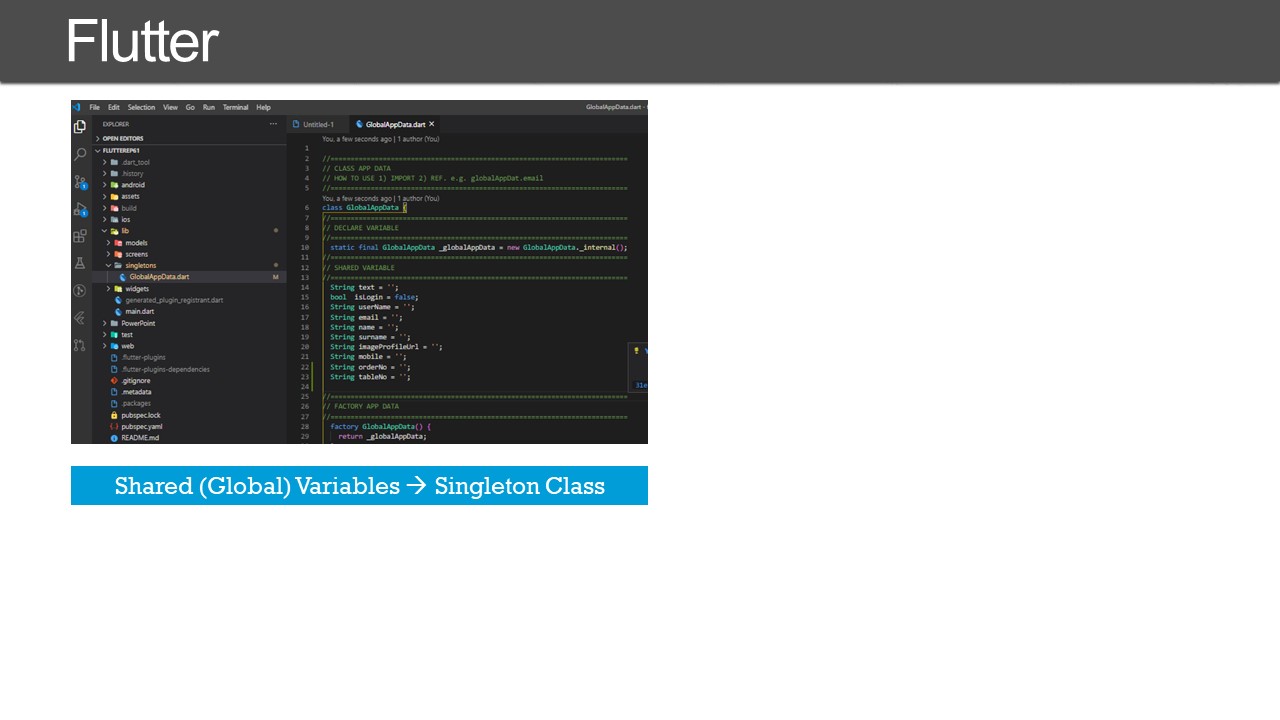 Flutter
File Edit Selection View Go Run Terminal Help
GlobalAppData.dart -
EXPLORER
OPEN EDITORS
FLUTTEREP61
.dart_tool
.history
android
assets
build
ios
lib
models
screens
singletons
GlobalAppData.dart M
widgets
generated_plugin_registrant.dart
main.dart
PowerPoint
test
web
.flutter-plugins
.flutter-plugins-dependencies
.gitignore
.metadata
.packages
pubspec.lock
pubspec.yaml
README.md
Untitled-1 GlobalAppData.dart
You, a few seconds ago | 1 author (You)
1
2 //==========================================================================
3 // CLASS APP DATA
4 // HOW TO USE 1) IMPORT 2) REF. e.g. globalAppDat.email
5 //==========================================================================
You, a few seconds ago | 1 author (You)
6 class GlobalAppData {
7 //==========================================================================
8 // DECLARE VARIABLE
9 //==========================================================================
10 static final GlobalAppData _globalAppData = new GlobalAppData._internal();
11 //==========================================================================
12 // SHARED VARIABLE
13 //==========================================================================
14 String text = '';
15 bool isLogin = false;
16 String userName = '';
17 String email = '';
18 String name = '';
19 String surname = '';
20 String imageProfileUrl = '';
21 String mobile = '';
22 String orderNo = '';
23 String tableNo = '';
24
25 //==========================================================================
26 // FACTORY APP DATA
27 //==========================================================================
28 factory GlobalAppData() {
29 return _globalAppData;
Shared (Global) Variables → Singleton Class